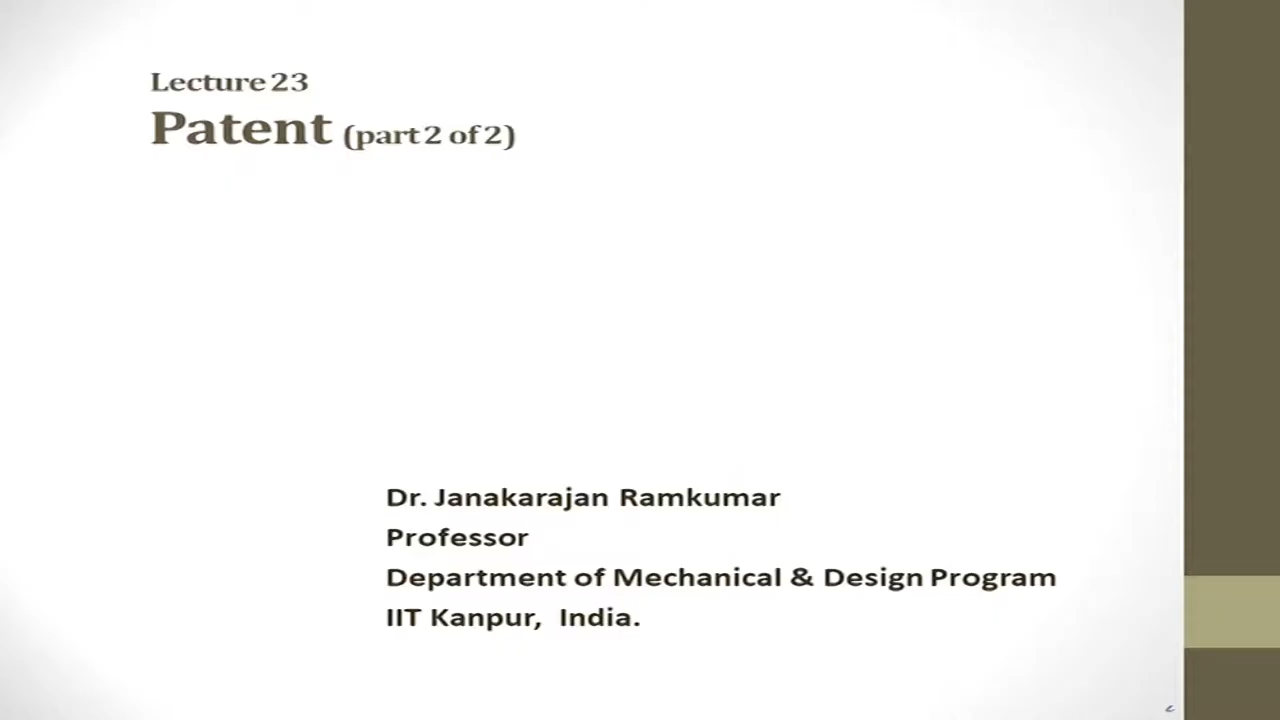 Lecture 23
Patent (part 2 of 2)
Dr. Janakarajan Ramkumar
Professor
Department of Mechanical & Design Program
IIT Kanpur, India.